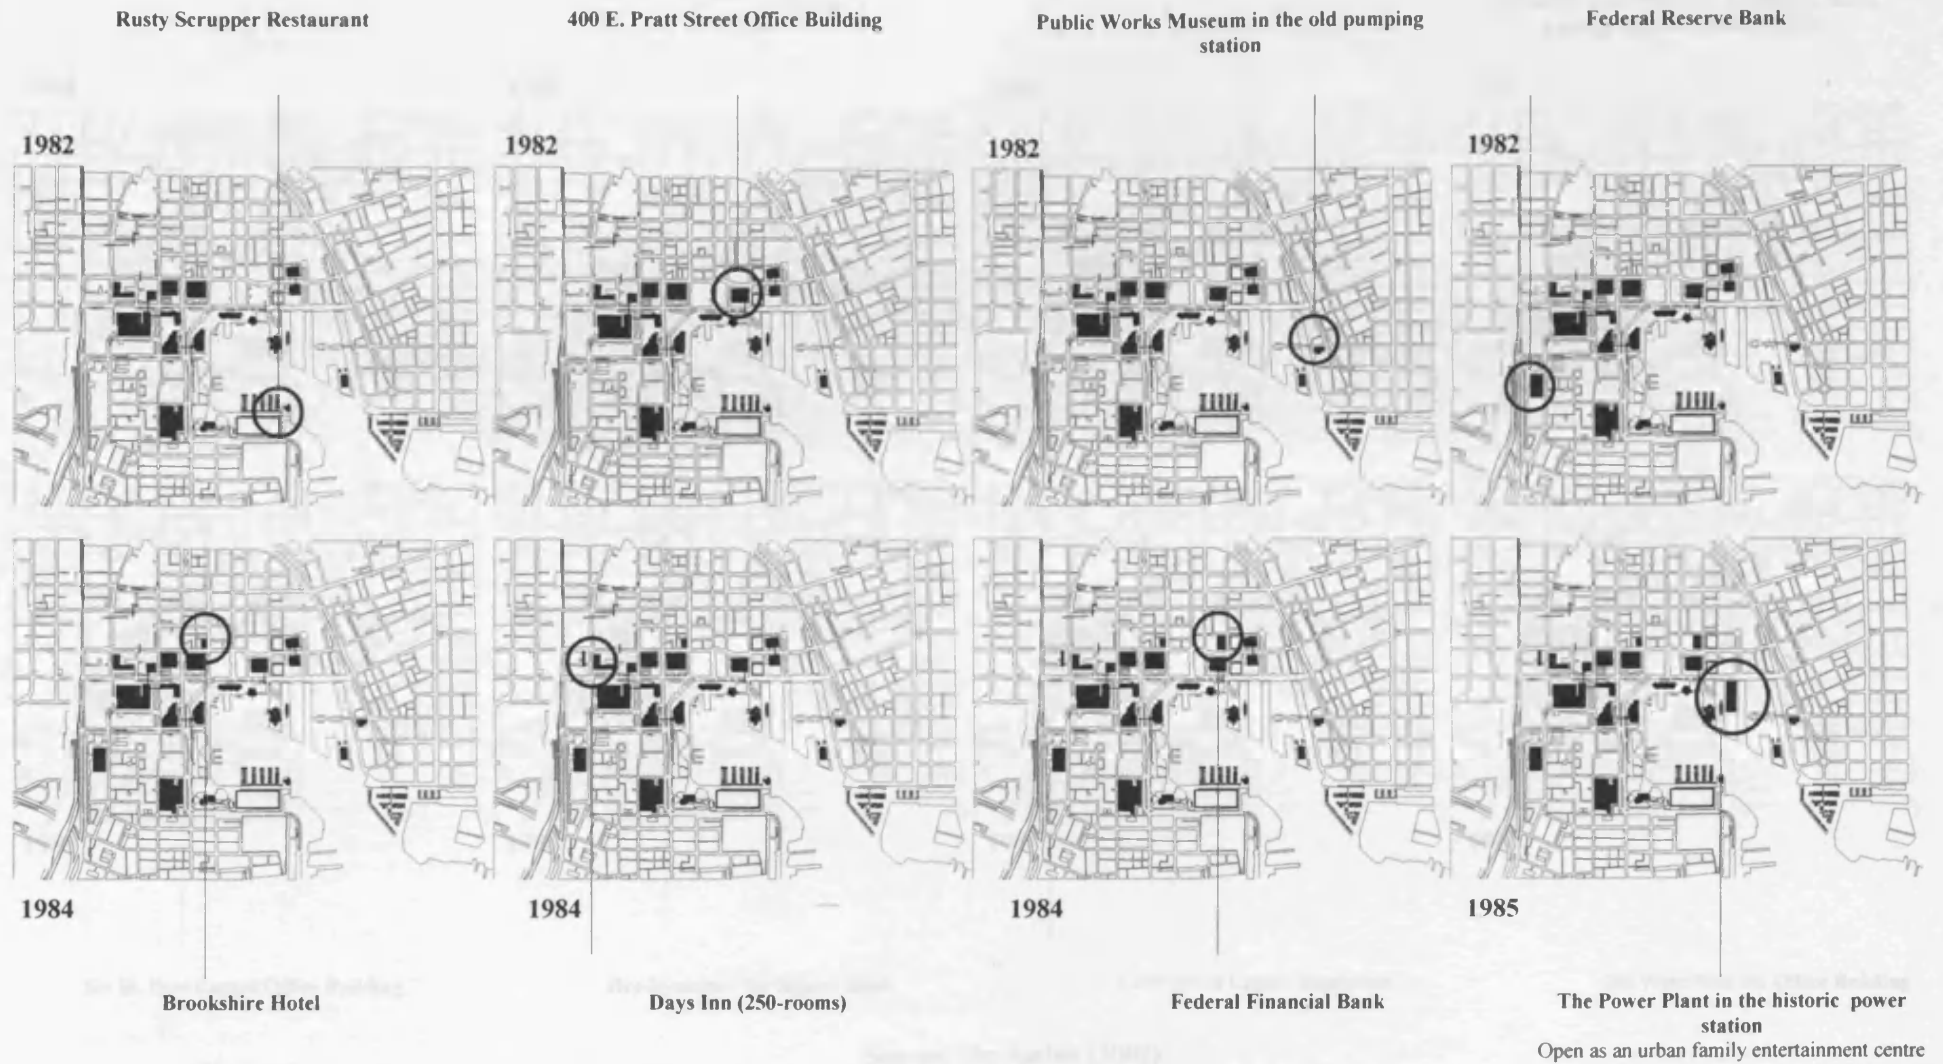 Rusty Scrupper Restaurant
400 E. Pratt Street Office Building
Public Works Museum in the old pumping
station
Federal Reserve Bank
1982
1982
1982
1982
1984
1984
1984
1985
Brookshire Hotel
Days Inn (250-rooms)
Federal Financial Bank
The Power Plant in the historic power
station
Open as an urban family entertainment centre